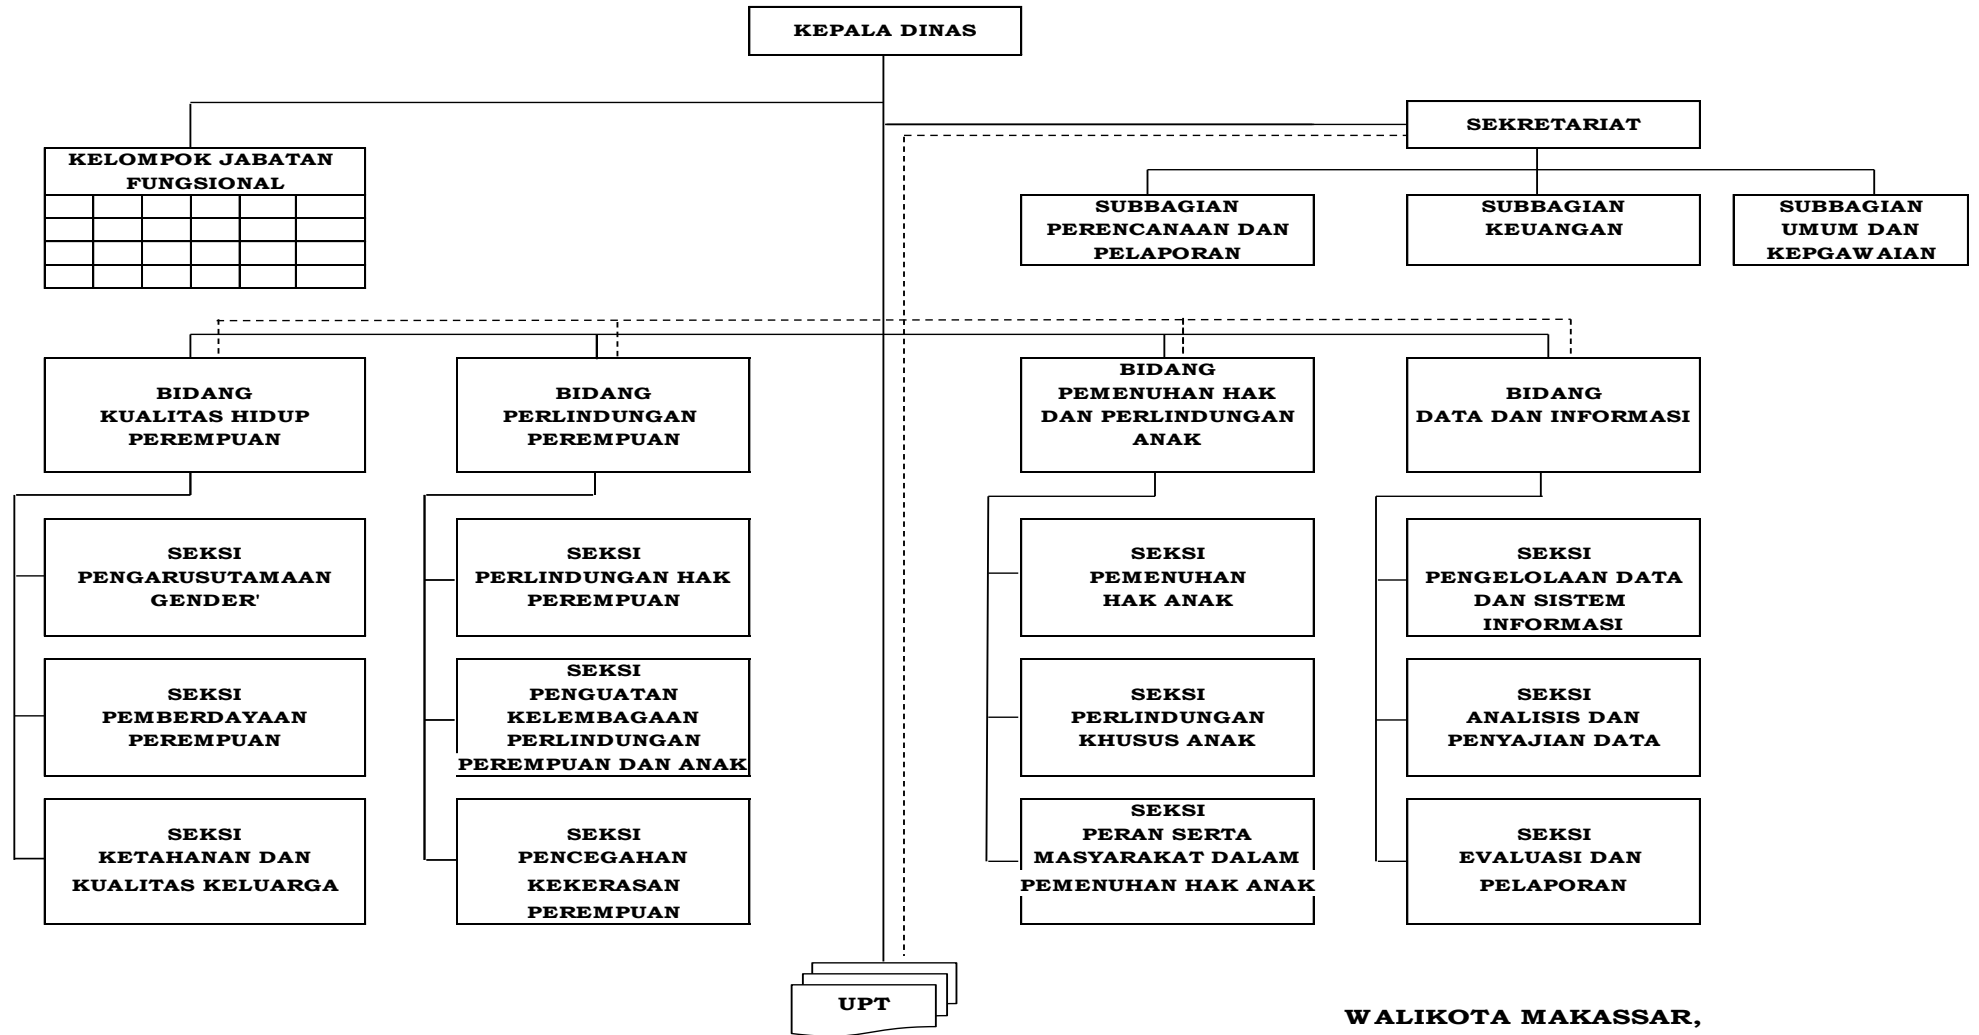 KEPALA DINAS
SEKRETARIAT
KELOMPOK JABATAN
FUNGSIONAL
SUBBAGIAN
PERENCANAAN DAN
PELAPORAN
SUBBAGIAN
KEUANGAN
SUBBAGIAN
UMUM DAN
KEPGAWAIAN
BIDANG
KUALITAS HIDUP
PEREMPUAN
BIDANG
PERLINDUNGAN
PEREMPUAN
BIDANG
PEMENUHAN HAK
DAN PERLINDUNGAN
ANAK
BIDANG
DATA DAN INFORMASI
SEKSI
PENGARUSUTAMAAN
GENDER'
SEKSI
PERLINDUNGAN HAK
PEREMPUAN
SEKSI
PEMENUHAN
HAK ANAK
SEKSI
PENGELOLAAN DATA
DAN SISTEM
INFORMASI
SEKSI
PEMBERDAYAAN
PEREMPUAN
SEKSI
PENGUATAN
KELEMBAGAAN
PERLINDUNGAN
PEREMPUAN DAN ANAK
SEKSI
PERLINDUNGAN
KHUSUS ANAK
SEKSI
ANALISIS DAN
PENYAJIAN DATA
SEKSI
KETAHANAN DAN
KUALITAS KELUARGA
SEKSI
PENCEGAHAN
KEKERASAN
PEREMPUAN
SEKSI
PERAN SERTA
MASYARAKAT DALAM
PEMENUHAN HAK ANAK
SEKSI
EVALUASI DAN
PELAPORAN
UPT
WALIKOTA MAKASSAR,